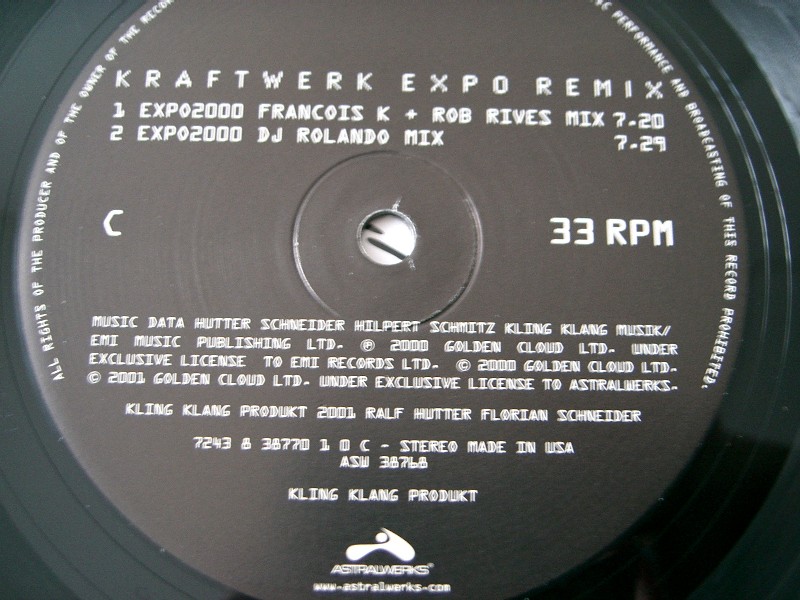 KRAFTWERK EXPO REMIX
1 EXPO2000 FRANCOIS K + ROB RIVES MIX 7.20
2 EXPO2000 DJ ROLANDO MIX 7.29
C 33 RPM
MUSIC DATA HUTTER SCHNEIDER HILPERT SCHMITZ KLING KLANG MUSIK/
EMI MUSIC PUBLISHING LTD. ℗ 2000 GOLDEN CLOUD LTD. UNDER
EXCLUSIVE LICENSE TO EMI RECORDS LTD. © 2000 GOLDEN CLOUD LTD.
© 2001 GOLDEN CLOUD LTD. UNDER EXCLUSIVE LICENSE TO ASTRALWERKS.
KLING KLANG PRODUKT 2001 RALF HUTTER FLORIAN SCHNEIDER
7243 8 38770 1 0 C - STEREO MADE IN USA
ASW 38768
KLING KLANG PRODUKT
ASTRALWERKS®
www.astralwerks.com
ALL RIGHTS OF THE PRODUCER AND OF THE OWNER OF THE
PERFORMANCE AND BROADCASTING OF THIS RECORD PROHIBITED.